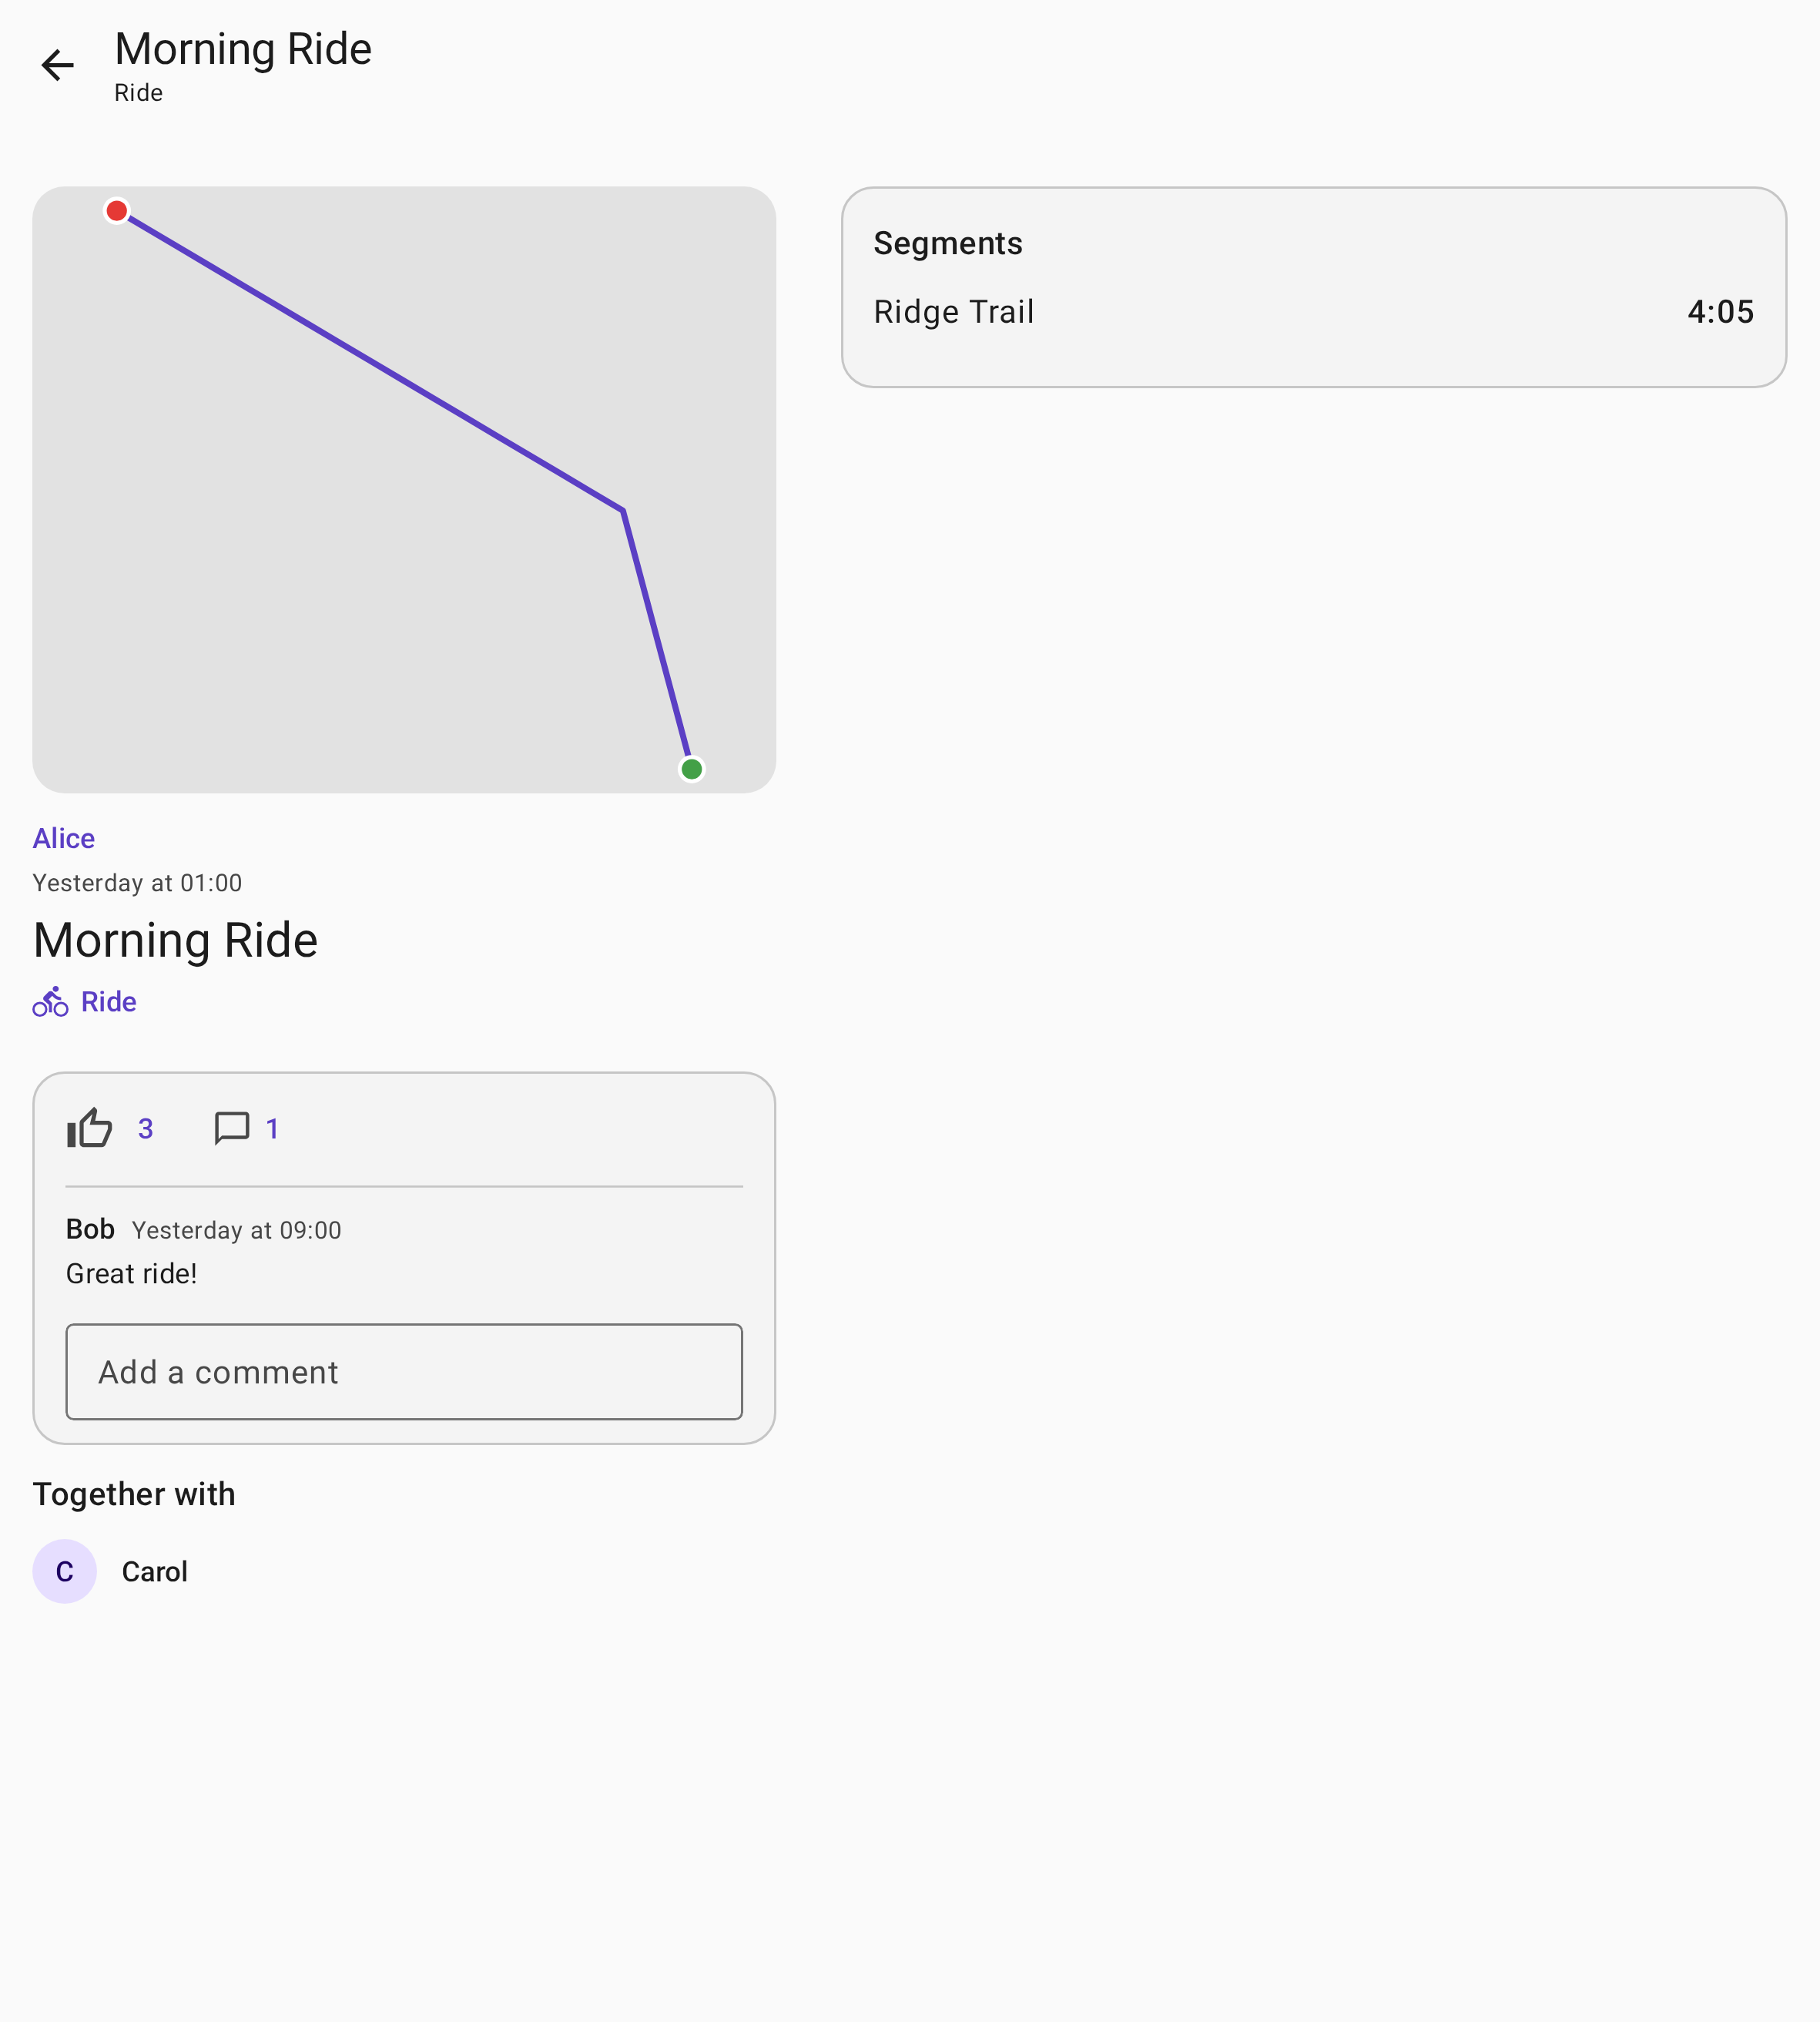 Morning Ride
Ride
Alice
Yesterday at 01:00
Morning Ride
Ride
3 1
Bob Yesterday at 09:00
Great ride!
Add a comment
Together with
C Carol
Segments
Ridge Trail 4:05